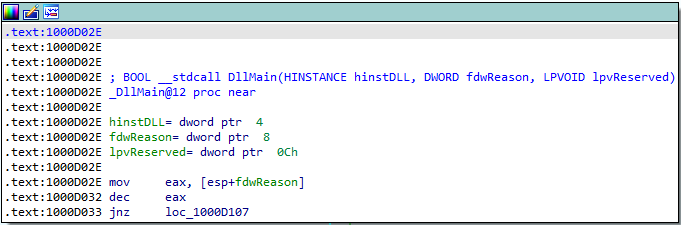 .text:1000D02E
.text:1000D02E
.text:1000D02E
.text:1000D02E ; BOOL __stdcall DllMain(HINSTANCE hinstDLL, DWORD fdwReason, LPVOID lpvReserved)
.text:1000D02E _DllMain@12 proc near
.text:1000D02E
.text:1000D02E hinstDLL= dword ptr  4
.text:1000D02E fdwReason= dword ptr  8
.text:1000D02E lpvReserved= dword ptr  0Ch
.text:1000D02E
.text:1000D02E mov     eax, [esp+fdwReason]
.text:1000D032 dec     eax
.text:1000D033 jnz     loc_1000D107